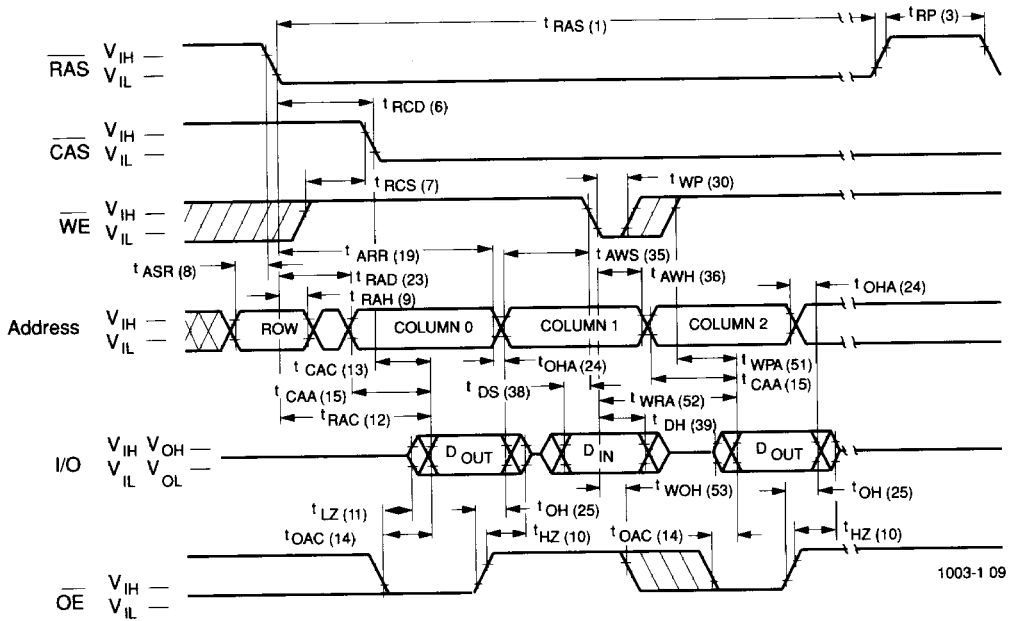 t RAS (1)
t RP (3)
RAS V IH
V IL
t RCD (6)
CAS V IH
V IL
t RCS (7)
t WP (30)
WE V IH
V IL
t ARR (19)
t AWS (35)
t ASR (8)
t RAD (23)
t AWH (36)
t RAH (9)
t OHA (24)
Address V IH
V IL
ROW
COLUMN 0
COLUMN 1
COLUMN 2
t CAC (13)
t OHA (24)
t WPA (51)
t CAA (15)
t DS (38)
t CAA (15)
t WRA (52)
t RAC (12)
t DH (39)
I/O V IH V OH
V IL V OL
D OUT
D IN
D OUT
t WOH (53)
t LZ (11)
t OH (25)
t OH (25)
t OAC (14)
t HZ (10)
t OAC (14)
t HZ (10)
OE V IH
V IL
1003-1 09